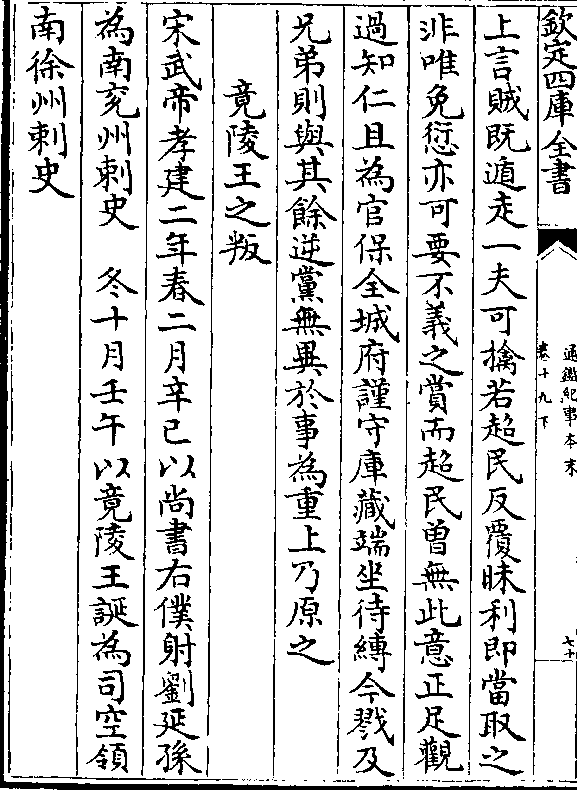 欽定四庫全書
通鑑紀事本末
卷十九下
七十
上言賊既遁走一夫可擒若超民反覆昧利即當取之
非唯免愆亦可要不義之賞而超民曽無此意正足觀
過知仁且為官保全城府謹守庫藏端坐待縛今戮及
兄弟則與其餘逆黨無異於事為重上乃原之
竟陵王之叛
宋武帝孝建二年春二月辛巳以尚書右僕射劉延孫
為南兖州刺史　冬十月壬午以竟陵王誕為司空領
南徐州刺史